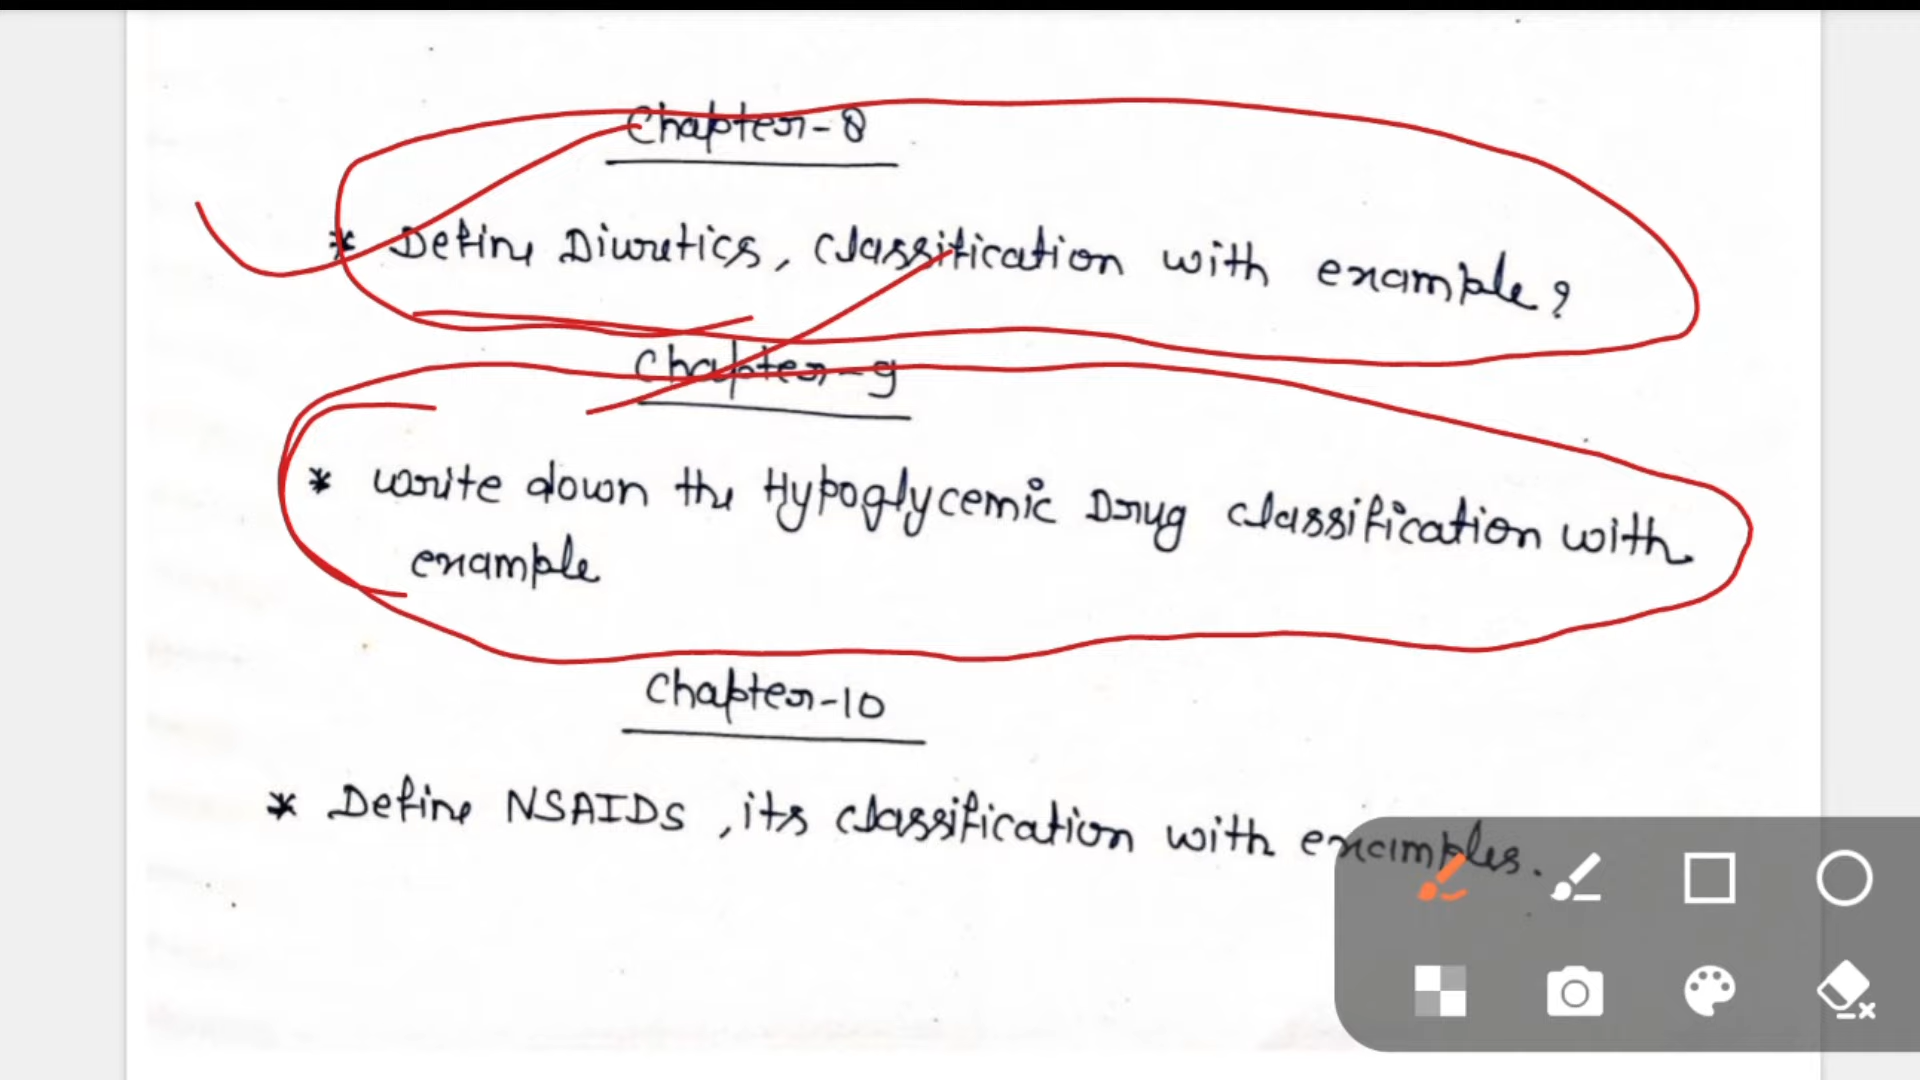 Chapter-8
* Define Diuretics, classification with example?
Chapter-9
* write down the Hypoglycemic Drug classification with
example
Chapter-10
* Define NSAIDs, its classification with examples.